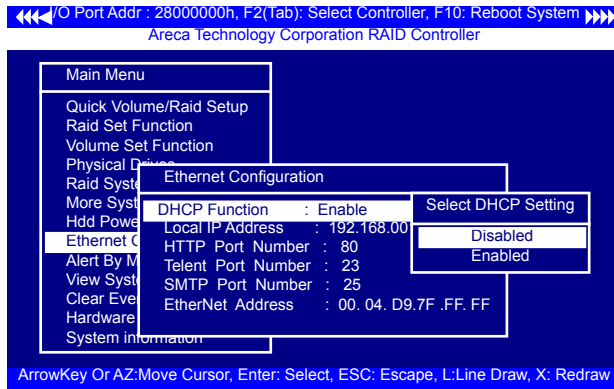 I/O Port Addr : 28000000h, F2(Tab): Select Controller, F10: Reboot System
Areca Technology Corporation RAID Controller
Main Menu
Quick Volume/Raid Setup
Raid Set Function
Volume Set Function
Physical Drives
Raid Syste
More Syst
Hdd Powe
Ethernet C
Alert By M
View Syst
Clear Eve
Hardware
System information
Ethernet Configuration
DHCP Function : Enable
Local IP Address : 192.168.00
HTTP Port Number : 80
Telent Port Number : 23
SMTP Port Number : 25
EtherNet Address : 00. 04. D9.7F .FF. FF
Select DHCP Setting
Disabled
Enabled
ArrowKey Or AZ:Move Cursor, Enter: Select, ESC: Escape, L:Line Draw, X: Redraw